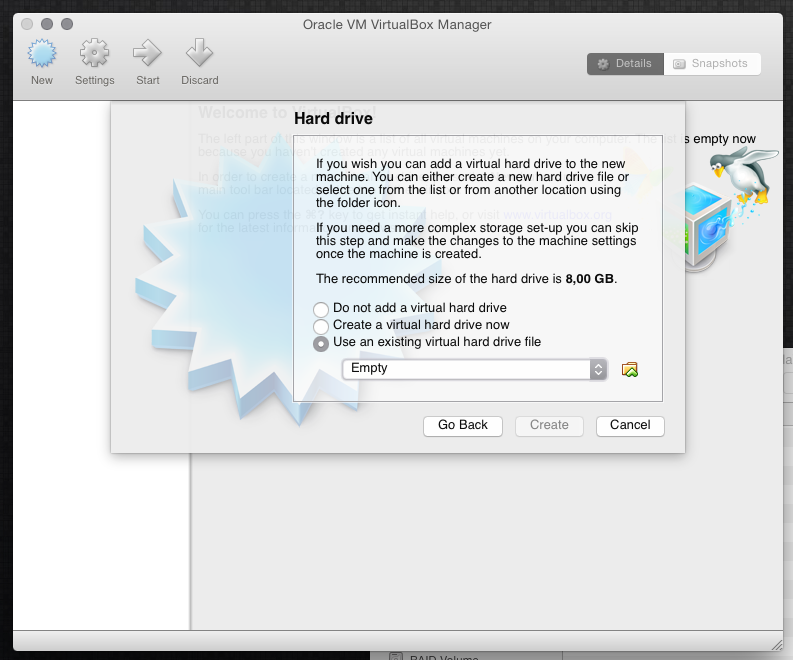 Oracle VM VirtualBox Manager
New
Settings
Start
Discard
Details
Snapshots
Welcome to VirtualBox!
The left part of this window is a list of all virtual machines on your computer. The list is empty now
because you haven't created any virtual machines yet.
In order to create a
main tool bar located
You can press the ⌘? key to get instant help, or visit www.virtualbox.org
for the latest
Hard drive
If you wish you can add a virtual hard drive to the new
machine. You can either create a new hard drive file or
select one from the list or from another location using
the folder icon.
If you need a more complex storage set-up you can skip
this step and make the changes to the machine settings
once the machine is created.
The recommended size of the hard drive is 8,00 GB.
Do not add a virtual hard drive
Create a virtual hard drive now
Use an existing virtual hard drive file
Empty
Go Back
Create
Cancel
RAID Volume